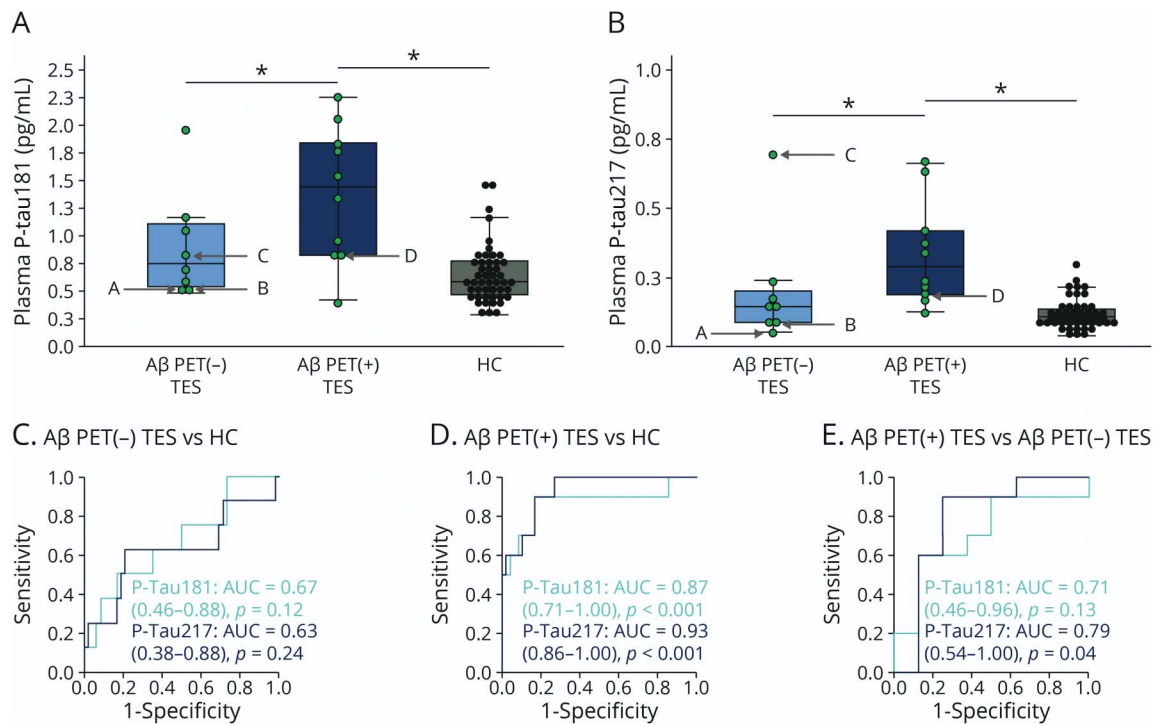 A
Plasma P-tau181 (pg/mL)
2.5
2.3
2.0
1.8
1.5
1.3
1.0
0.8
0.5
0.3
0.0
*
*
C
A
B
D
Aβ PET(–)
TES
Aβ PET(+)
TES
HC
B
Plasma P-tau217 (pg/mL)
1.0
0.8
0.5
0.3
0.0
*
*
C
B
A
D
Aβ PET(–)
TES
Aβ PET(+)
TES
HC
C. Aβ PET(–) TES vs HC
Sensitivity
1.0
0.8
0.6
0.4
0.2
0.0
P-Tau181: AUC = 0.67
(0.46–0.88), p = 0.12
P-Tau217: AUC = 0.63
(0.38–0.88), p = 0.24
0.0 0.2 0.4 0.6 0.8 1.0
1-Specificity
D. Aβ PET(+) TES vs HC
Sensitivity
1.0
0.8
0.6
0.4
0.2
0.0
P-Tau181: AUC = 0.87
(0.71–1.00), p < 0.001
P-Tau217: AUC = 0.93
(0.86–1.00), p < 0.001
0.0 0.2 0.4 0.6 0.8 1.0
1-Specificity
E. Aβ PET(+) TES vs Aβ PET(–) TES
Sensitivity
1.0
0.8
0.6
0.4
0.2
0.0
P-Tau181: AUC = 0.71
(0.46–0.96), p = 0.13
P-Tau217: AUC = 0.79
(0.54–1.00), p = 0.04
0.0 0.2 0.4 0.6 0.8 1.0
1-Specificity